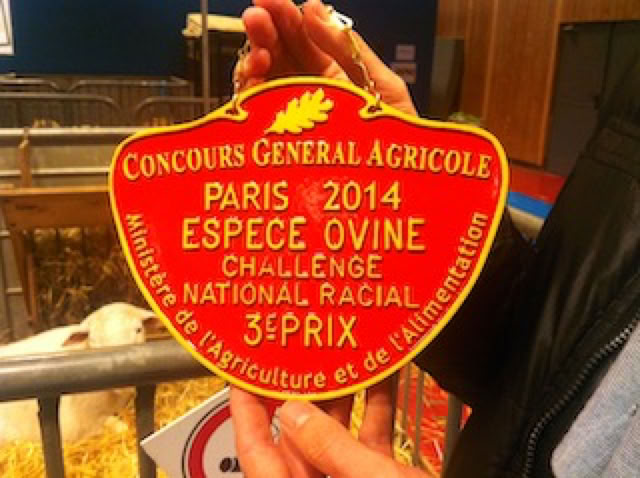 CONCOURS GENERAL AGRICOLE
PARIS 2014
ESPECE OVINE
CHALLENGE
NATIONAL RACIAL
3E PRIX
Ministère de l'Agriculture et de l'Alimentation